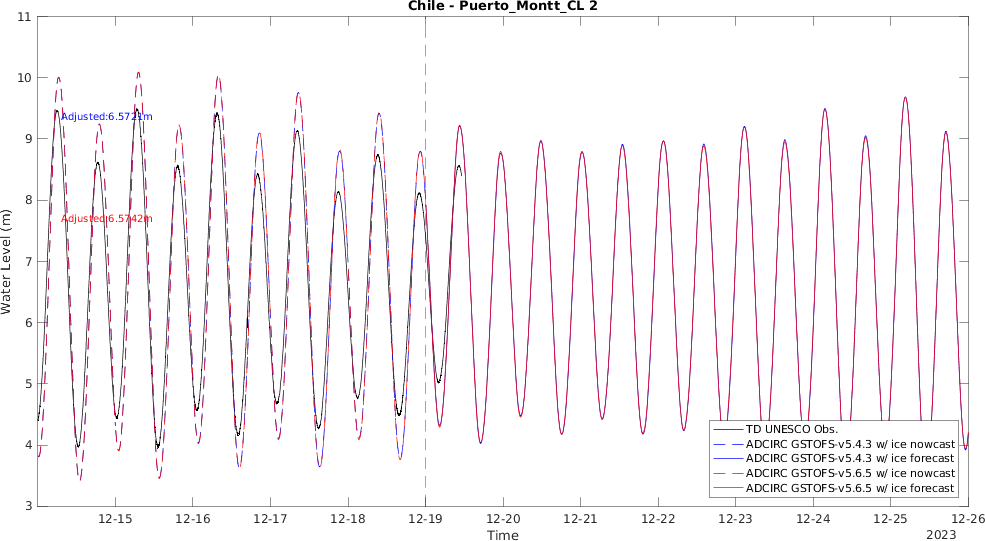 Chile - Puerto_Montt_CL 2
11
10
9
8
7
6
5
4
3
Water Level (m)
Adjusted:6.5721m
Adjusted:6.5742m
TD UNESCO Obs.
ADCIRC GSTOFS-v5.4.3 w/ ice nowcast
ADCIRC GSTOFS-v5.4.3 w/ ice forecast
ADCIRC GSTOFS-v5.6.5 w/ ice nowcast
ADCIRC GSTOFS-v5.6.5 w/ ice forecast
12-15 12-16 12-17 12-18 12-19 12-20 12-21 12-22 12-23 12-24 12-25 12-26
Time
2023